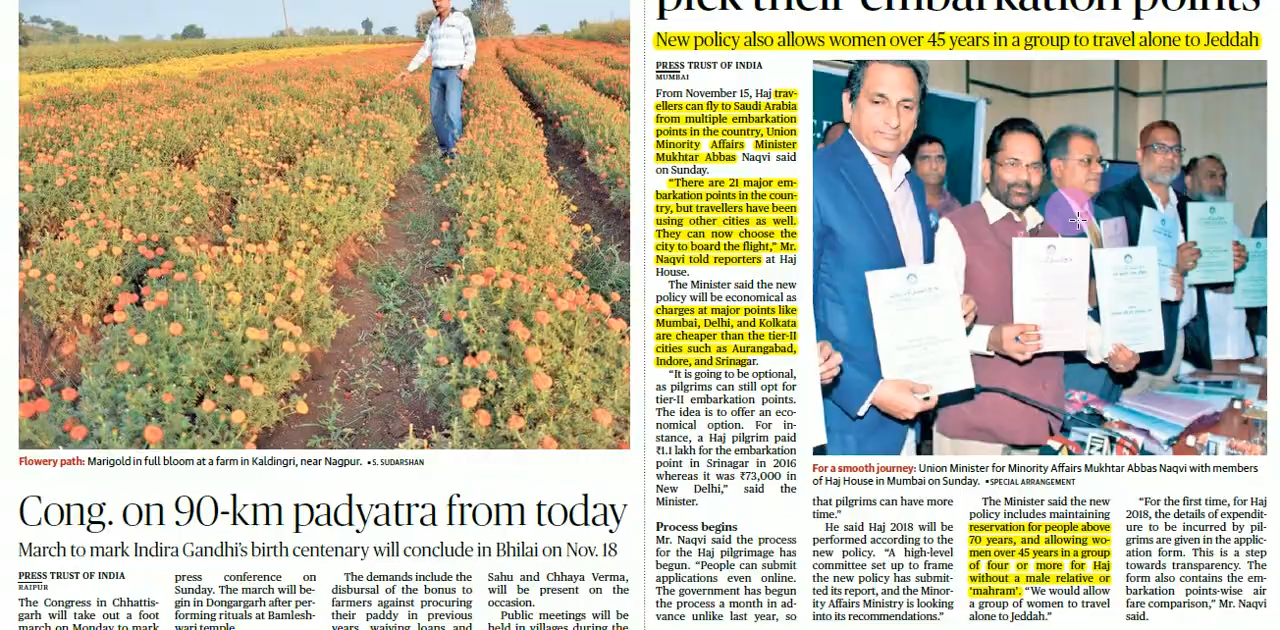 Flowery path: Marigold in full bloom at a farm in Kaldingri, near Nagpur. •S. SUDARSHAN
Cong. on 90-km padyatra from today
March to mark Indira Gandhi's birth centenary will conclude in Bhilai on Nov. 18
PRESS TRUST OF INDIA
RAIPUR
The Congress in Chhattis-
garh will take out a foot
march on Monday to mark
press conference on
Sunday. The march will be-
gin in Dongargarh after per-
forming rituals at Bamlesh-
wari temple.
The demands include the
disbursal of the bonus to
farmers against procuring
their paddy in previous
years, waiving loans and
Sahu and Chhaya Verma,
will be present on the
occasion.
Public meetings will be
held in villages during the
pick their embarkation points
New policy also allows women over 45 years in a group to travel alone to Jeddah
PRESS TRUST OF INDIA
MUMBAI
From November 15, Haj trav-
ellers can fly to Saudi Arabia
from multiple embarkation
points in the country, Union
Minority Affairs Minister
Mukhtar Abbas Naqvi said
on Sunday.
"There are 21 major em-
barkation points in the coun-
try, but travellers have been
using other cities as well.
They can now choose the
city to board the flight," Mr.
Naqvi told reporters at Haj
House.
The Minister said the new
policy will be economical as
charges at major points like
Mumbai, Delhi, and Kolkata
are cheaper than the tier-II
cities such as Aurangabad,
Indore, and Srinagar.
"It is going to be optional,
as pilgrims can still opt for
tier-II embarkation points.
The idea is to offer an eco-
nomical option. For in-
stance, a Haj pilgrim paid
₹1.1 lakh for the embarkation
point in Srinagar in 2016
whereas it was ₹73,000 in
New Delhi," said the
Minister.
Process begins
Mr. Naqvi said the process
for the Haj pilgrimage has
begun. "People can submit
applications even online.
The government has begun
the process a month in ad-
vance unlike last year, so
For a smooth journey: Union Minister for Minority Affairs Mukhtar Abbas Naqvi with members
of Haj House in Mumbai on Sunday. •SPECIAL ARRANGEMENT
that pilgrims can have more
time."
He said Haj 2018 will be
performed according to the
new policy. "A high-level
committee set up to frame
the new policy has submit-
ted its report, and the Minor-
ity Affairs Ministry is looking
into its recommendations."
The Minister said the new
policy includes maintaining
reservation for people above
70 years, and allowing wo-
men over 45 years in a group
of four or more for Haj
without a male relative or
'mahram'. "We would allow
a group of women to travel
alone to Jeddah."
"For the first time, for Haj
2018, the details of expendit-
ure to be incurred by pil-
grims are given in the applic-
ation form. This is a step
towards transparency. The
form also contains the em-
barkation points-wise air
fare comparison," Mr. Naqvi
said.